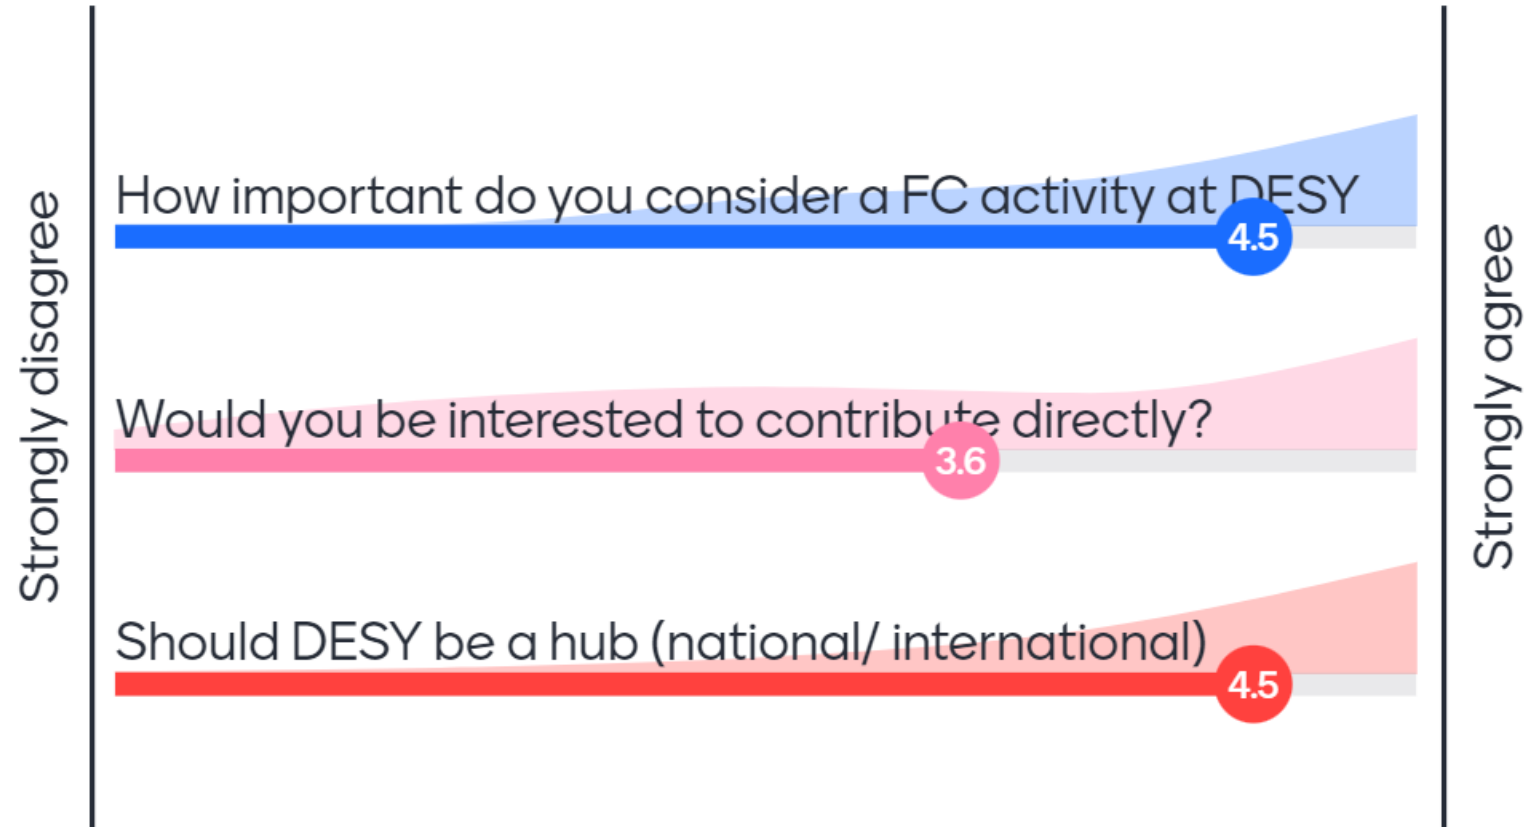 Strongly disagree
How important do you consider a FC activity at DESY
4.5
Would you be interested to contribute directly?
3.6
Should DESY be a hub (national/ international)
4.5
Strongly agree